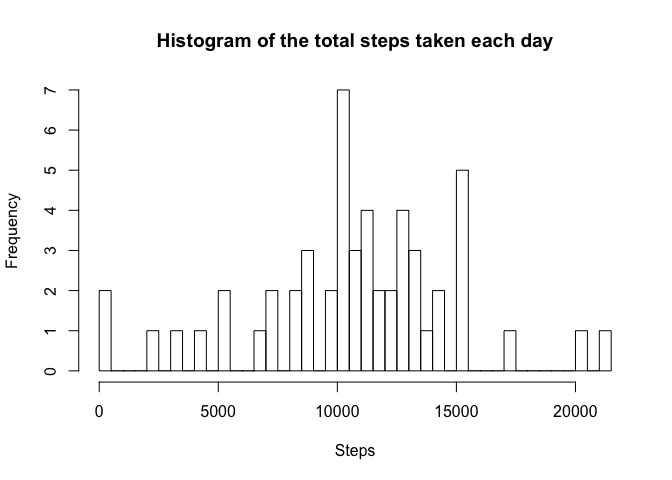 Histogram of the total steps taken each day
Frequency
7
6
5
4
3
2
1
0
0 5000 10000 15000 20000
Steps